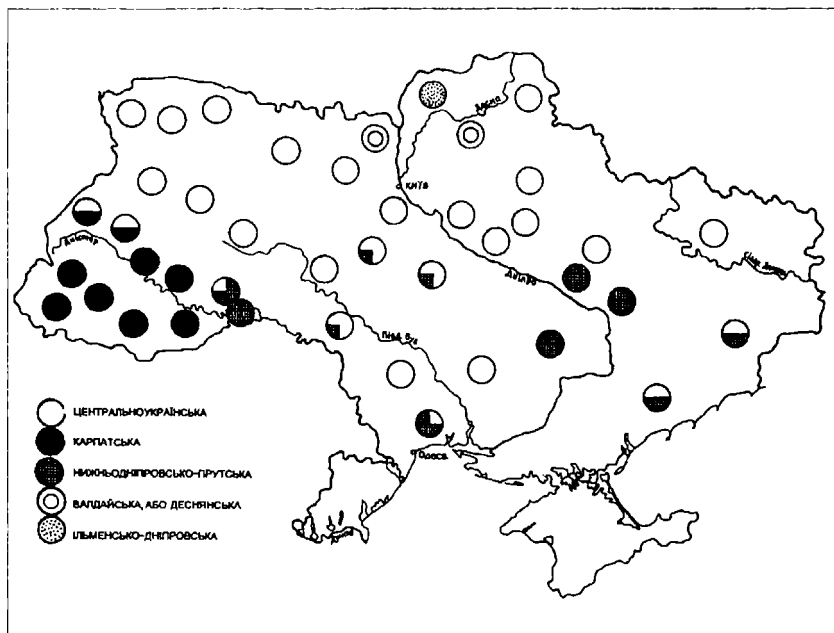 Десна
Київ
Дністер
Дніпро
Півд. Буг
Одеса
ЦЕНТРАЛЬНОУКРАЇНСЬКА
КАРПАТСЬКА
НИЖНЬОДНІПРОВСЬКО-ПРУТСЬКА
ВАЛДАЙСЬКА, АБО ДЕСНЯНСЬКА
ІЛЬМЕНСЬКО-ДНІПРОВСЬКА